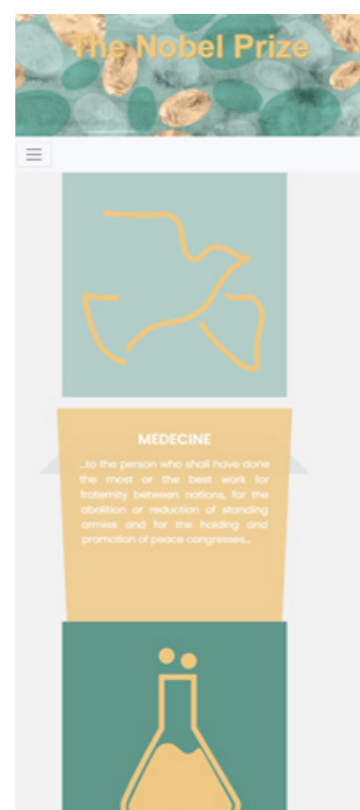 The Nobel Prize
MEDECINE
...to the person who shall have done
the most or the best work for
fraternity between nations, for the
abolition or reduction of standing
armies and for the holding and
promotion of peace congresses...